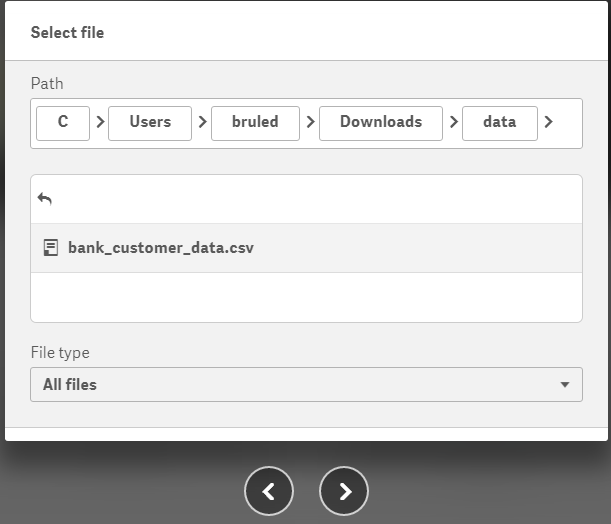 Select file
Path
C Users bruled Downloads data
bank_customer_data.csv
File type
All files